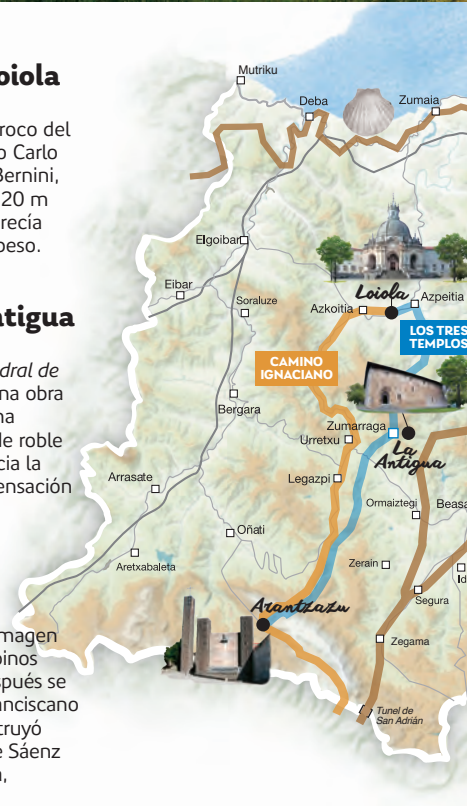 oiola
roco del
o Carlo
Bernini,
20 m
recía
peso.
tigua
dral de
na obra
na
de roble
cia la
ensación
magen
pinos
spués se
anciscano
truyó
e Sáenz
a,
Mutriku
Deba
Zumaia
Elgoibar
Eibar
Soraluze
Loiola
Azkoitia
Azpeitia
LOS TRES
TEMPLOS
CAMINO
IGNACIANO
Bergara
Zumarraga
Urretxu
La
Antigua
Legazpi
Arrasate
Ormaiztegi
Beasa
Oñati
Aretxabaleta
Zerain
Id
Segura
Arantzazu
Zegama
Tunel de
San Adrián